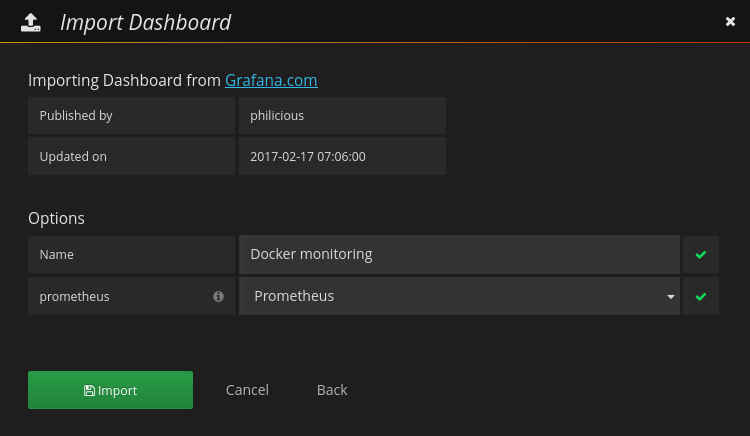 Import Dashboard
Importing Dashboard from Grafana.com
Published by philicious
Updated on 2017-02-17 07:06:00
Options
Name Docker monitoring
prometheus Prometheus
Import Cancel Back